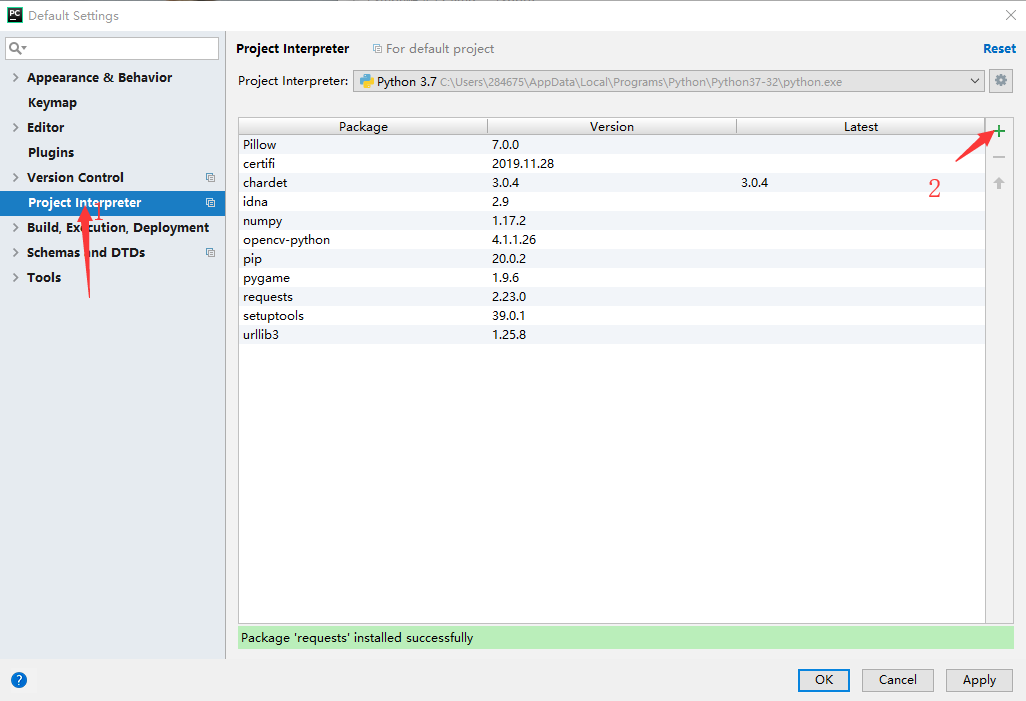 PC Default Settings
Project Interpreter For default project Reset
Project Interpreter: Python 3.7 C:\Users\284675\AppData\Local\Programs\Python\Python37-32\python.exe
Appearance & Behavior
Keymap
Editor
Plugins
Version Control
Project Interpreter
1
Build, Execution, Deployment
Schemas and DTDs
Tools
Package Version Latest
Pillow 7.0.0
certifi 2019.11.28
chardet 3.0.4 3.0.4
idna 2.9
numpy 1.17.2
opencv-python 4.1.1.26
pip 20.0.2
pygame 1.9.6
requests 2.23.0
setuptools 39.0.1
urllib3 1.25.8
2
Package 'requests' installed successfully
? OK Cancel Apply